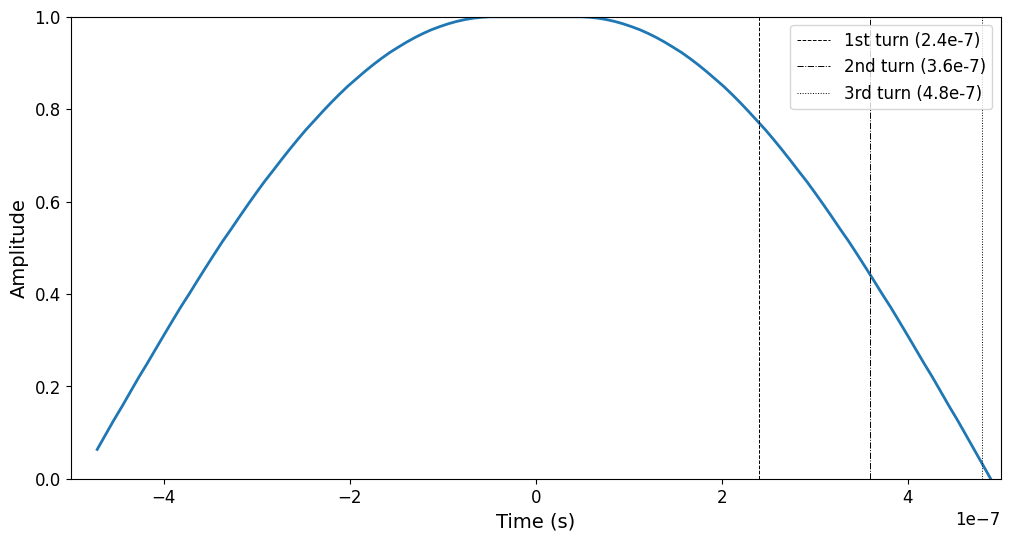 1.0
0.8
0.6
0.4
0.2
0.0
Amplitude
1st turn (2.4e-7)
2nd turn (3.6e-7)
3rd turn (4.8e-7)
−4 −2 0 2 4
1e−7
Time (s)